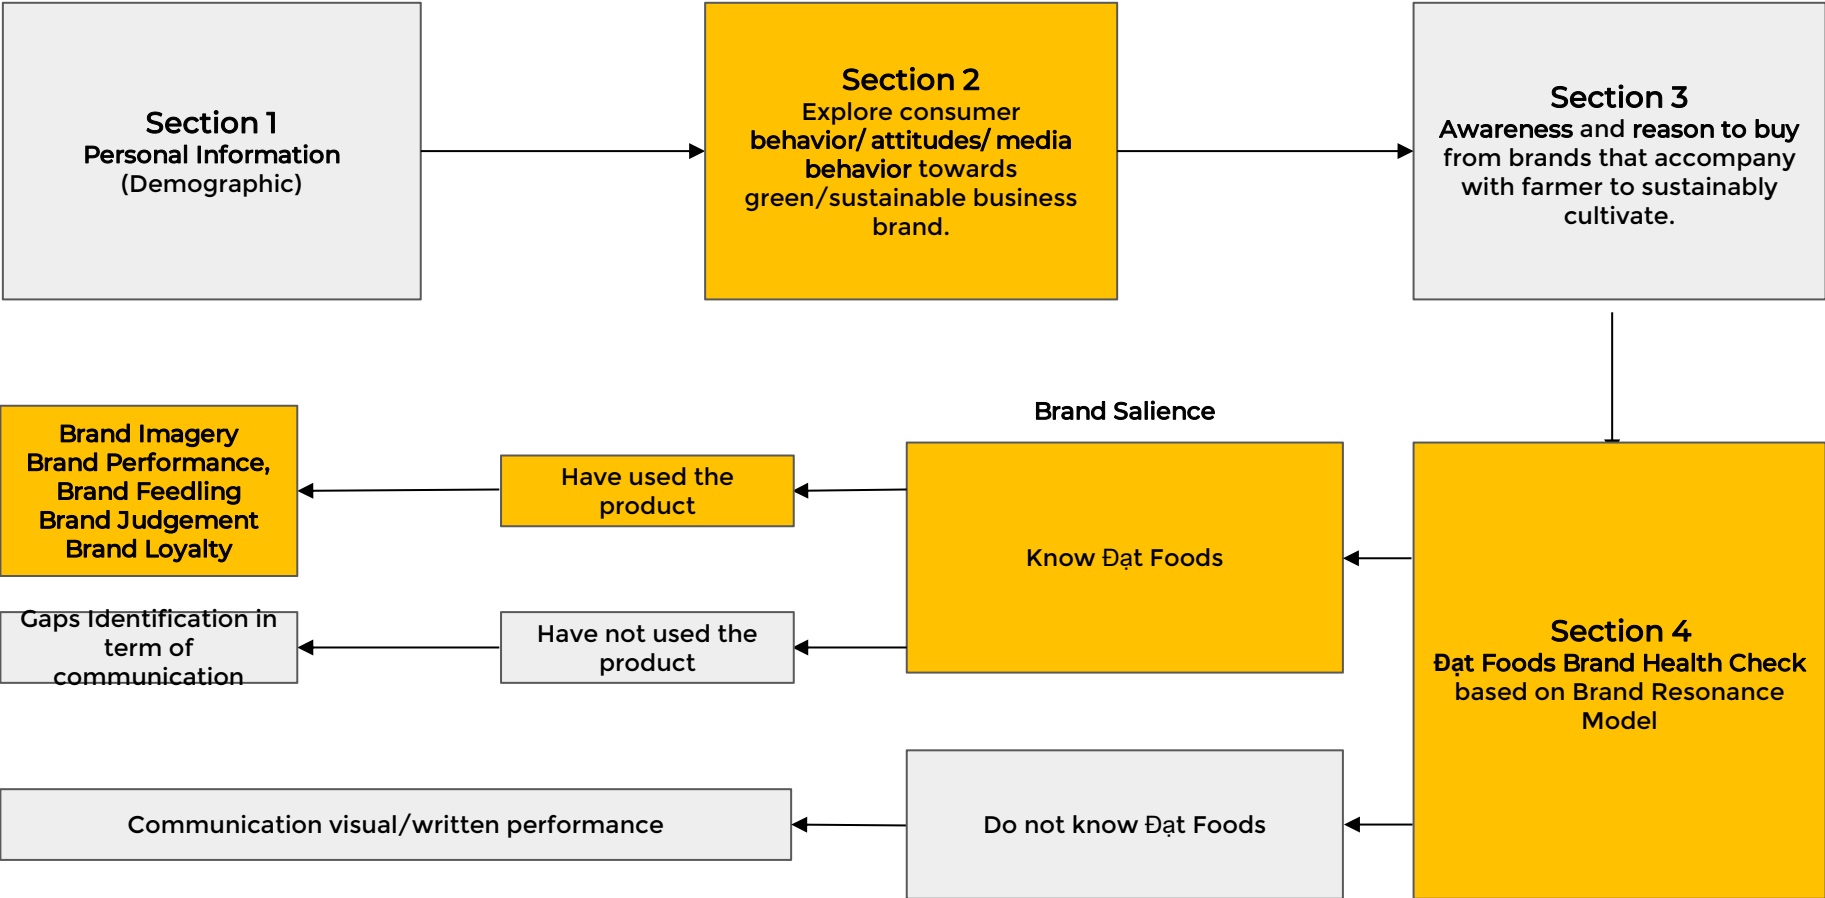 Section 1
Personal Information
(Demographic)
Section 2
Explore consumer
behavior/ attitudes/ media
behavior towards
green/sustainable business
brand.
Section 3
Awareness and reason to buy
from brands that accompany
with farmer to sustainably
cultivate.
Section 4
Đạt Foods Brand Health Check
based on Brand Resonance
Model
Brand Salience
Know Đạt Foods
Have used the
product
Brand Imagery
Brand Performance,
Brand Feedling
Brand Judgement
Brand Loyalty
Have not used the
product
Gaps Identification in
term of
communication
Do not know Đạt Foods
Communication visual/written performance